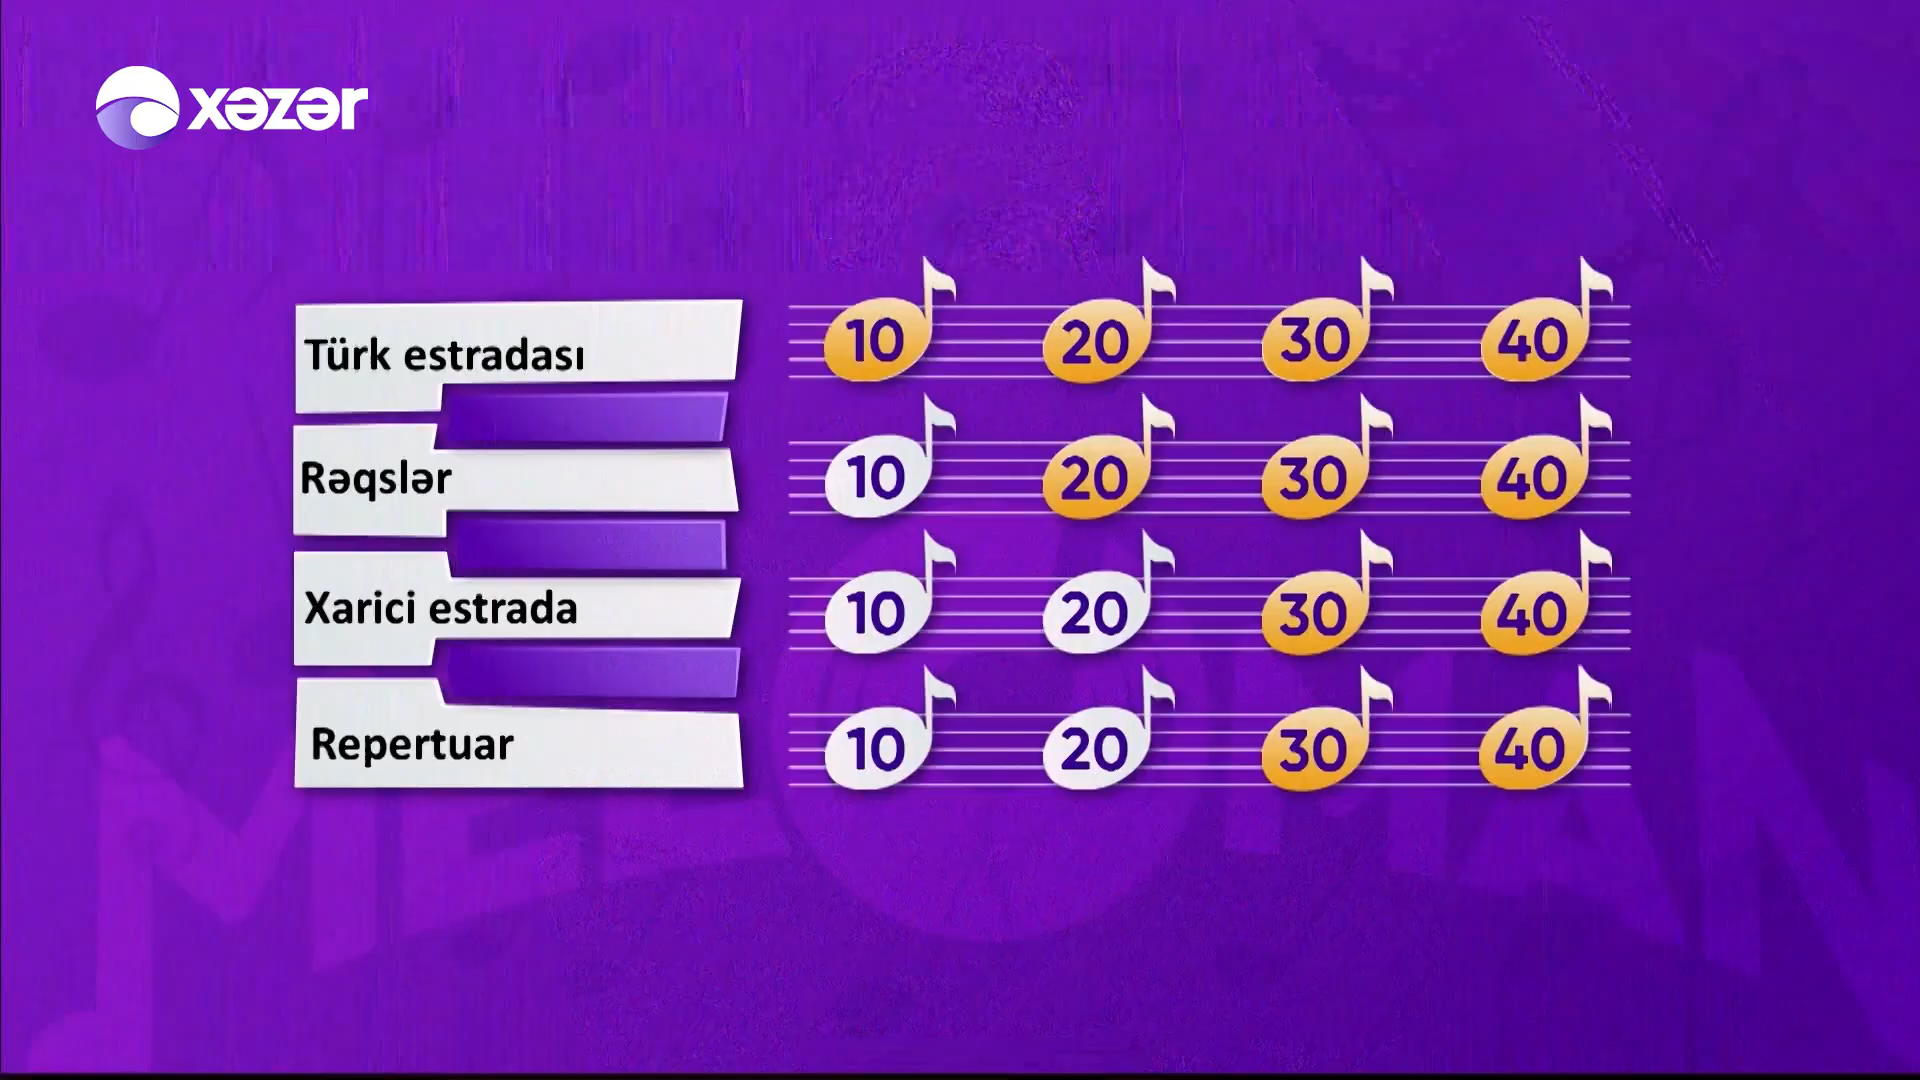 xəzər
Türk estradası 10 20 30 40
Rəqslər 10 20 30 40
Xarici estrada 10 20 30 40
Repertuar 10 20 30 40
MELOMAN